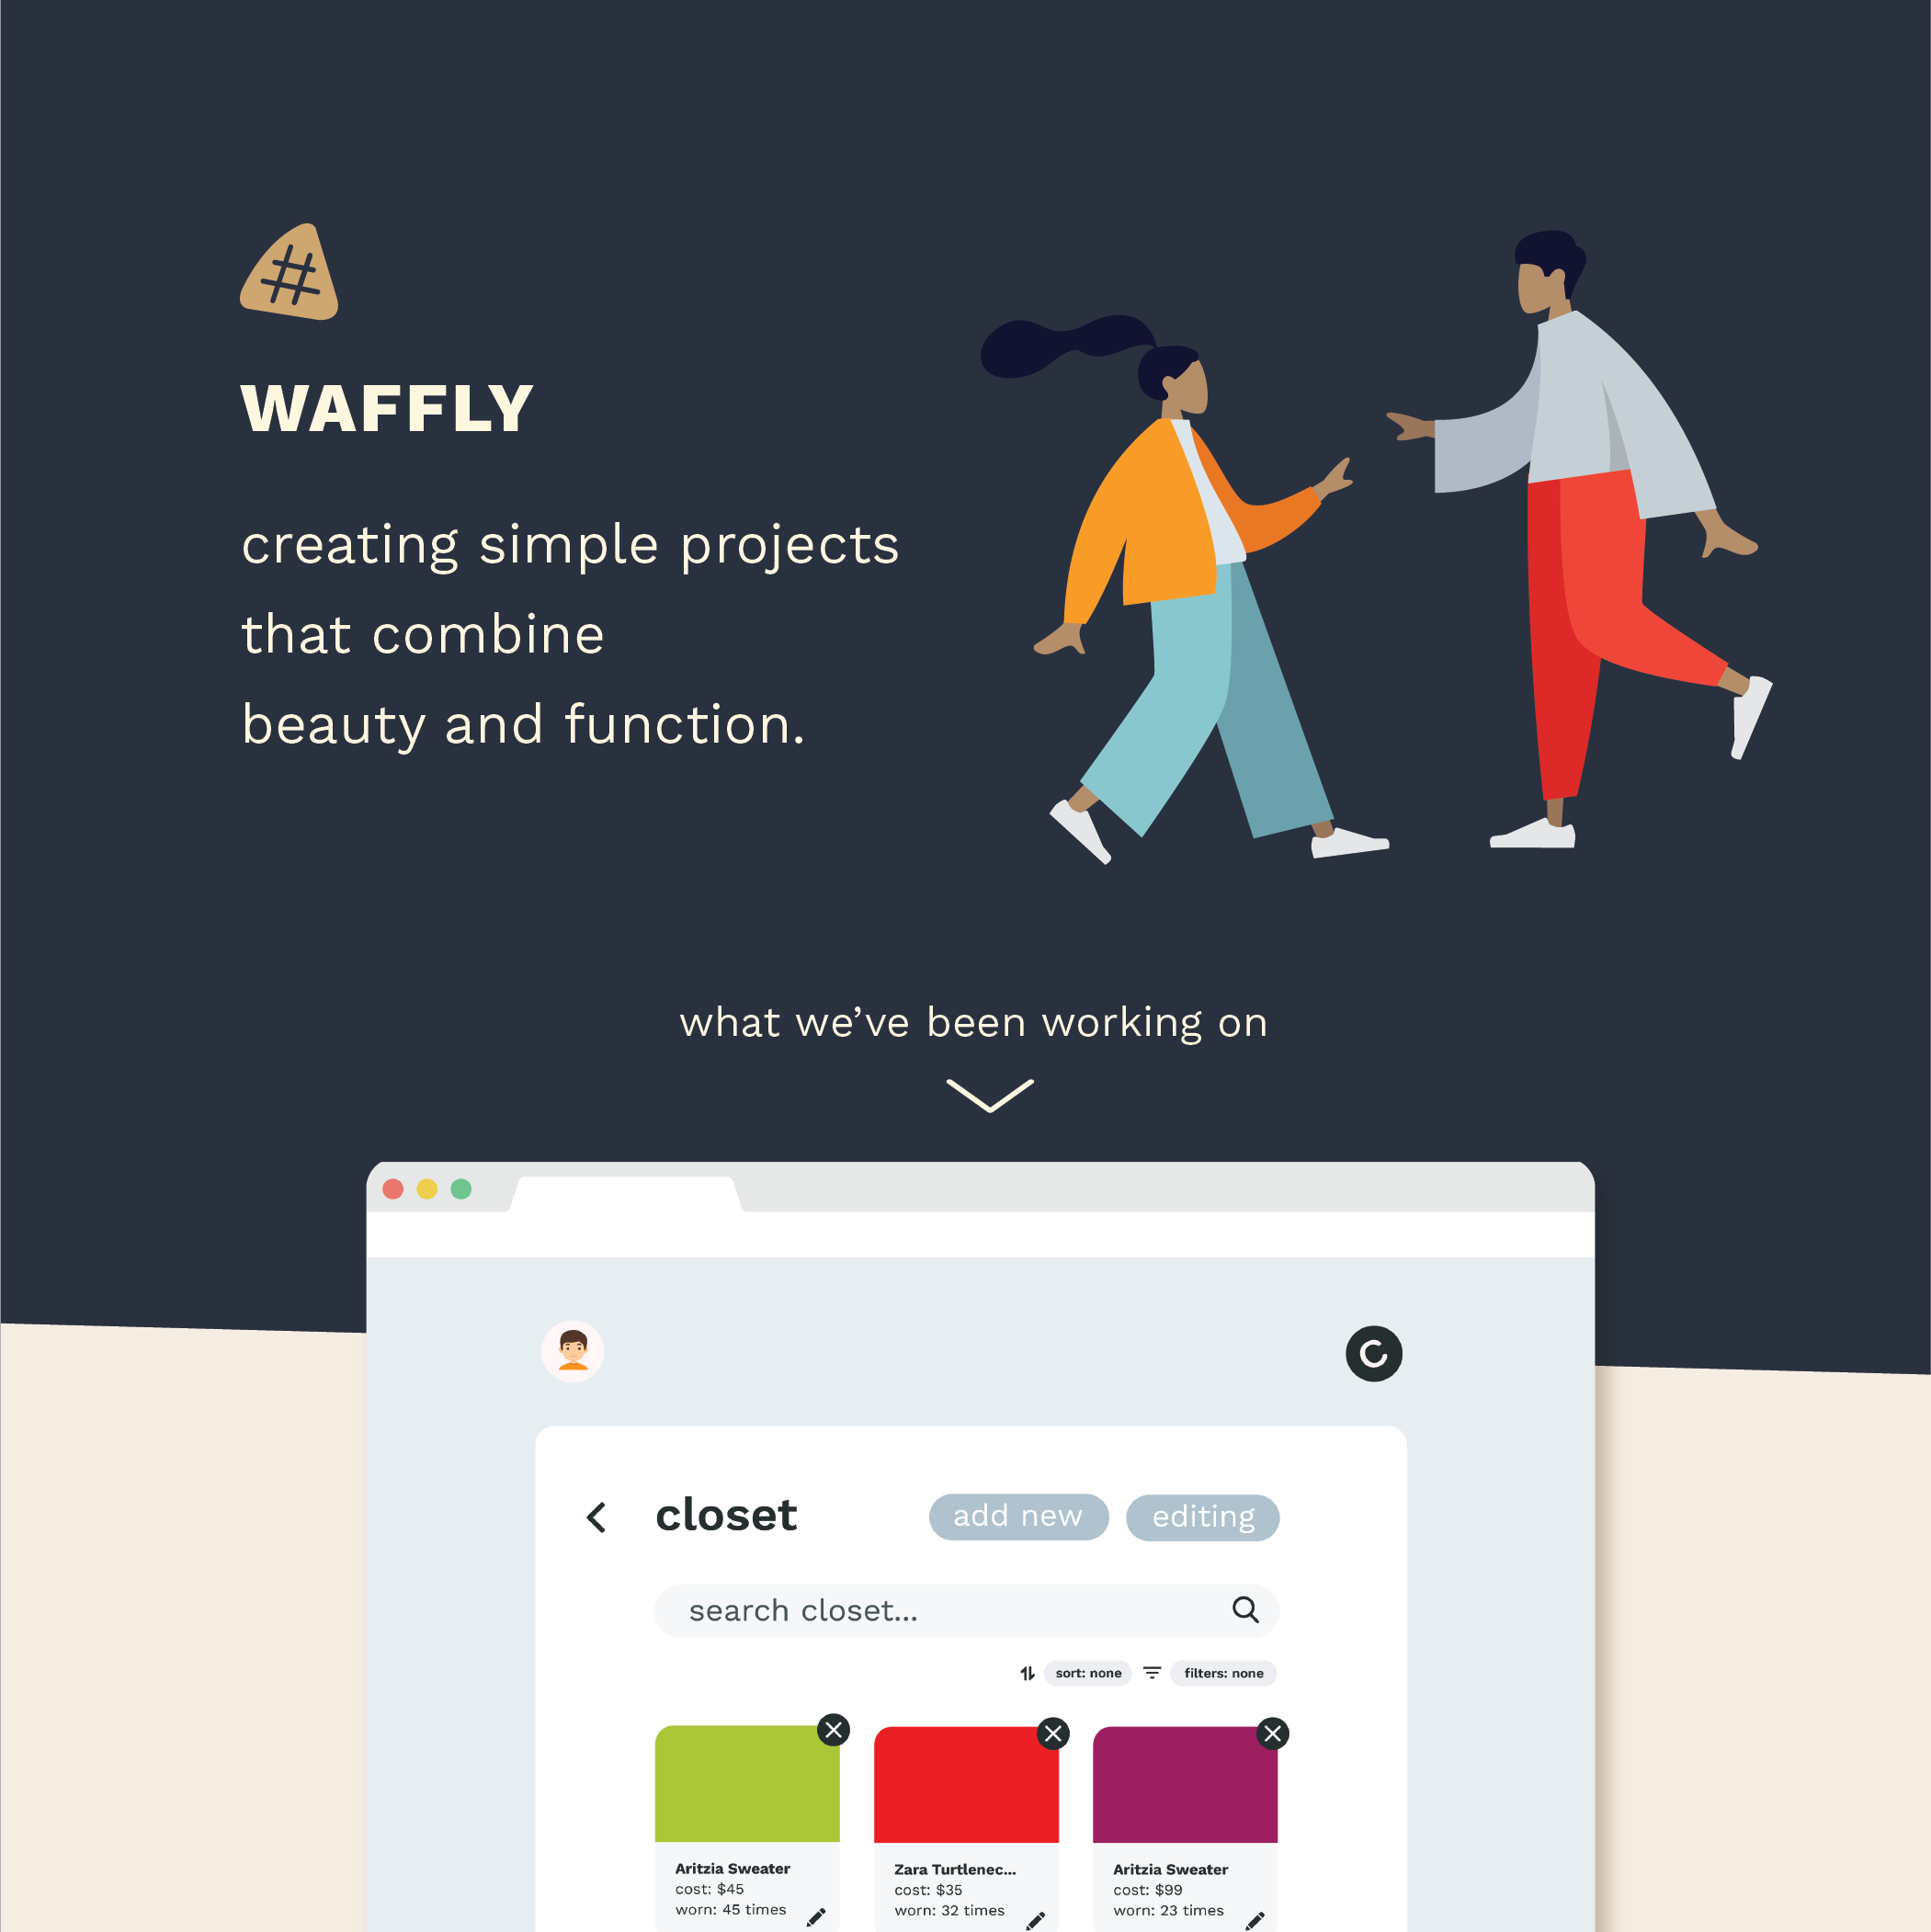 #
WAFFLY
creating simple projects
that combine
beauty and function.
what we’ve been working on
C
closet
add new
editing
search closet...
sort: none
filters: none
Aritzia Sweater
cost: $45
worn: 45 times
Zara Turtlenec...
cost: $35
worn: 32 times
Aritzia Sweater
cost: $99
worn: 23 times